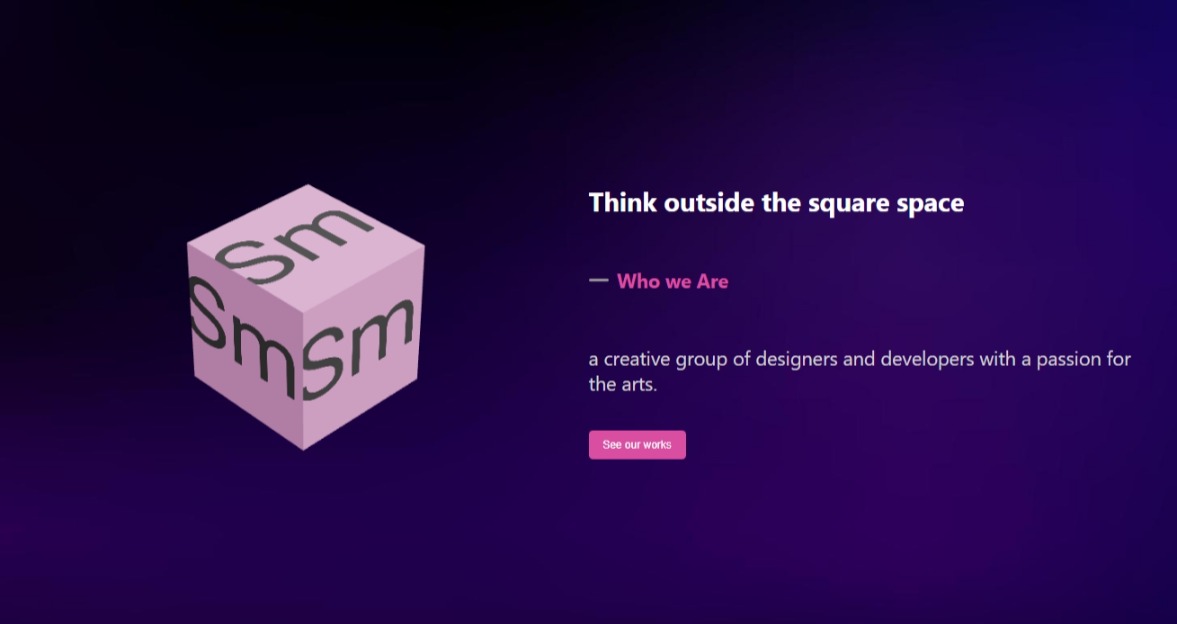 Sm
Sm
Sm
Think outside the square space
— Who we Are
a creative group of designers and developers with a passion for
the arts.
See our works